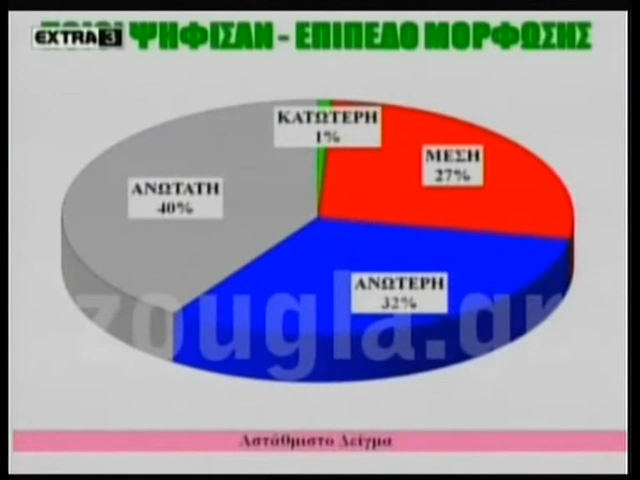 EXTRA 3
ΨΗΦΙΣΑΝ - ΕΠΙΠΕΔΟ ΜΟΡΦΩΣΗΣ
ΚΑΤΩΤΕΡΗ
1%
ΜΕΣΗ
27%
ΑΝΩΤΑΤΗ
40%
ΑΝΩΤΕΡΗ
32%
zougla.gr
Αστάθμιστο Δείγμα